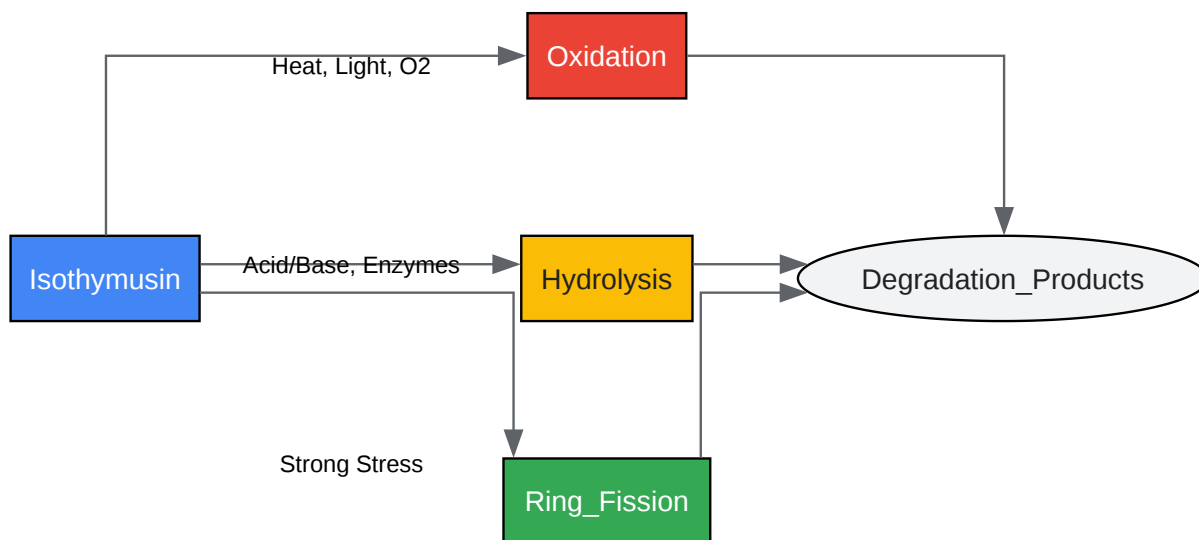 Oxidation
Heat, Light, O2
Isothymusin
Acid/Base, Enzymes
Hydrolysis
Degradation_Products
Strong Stress
Ring_Fission